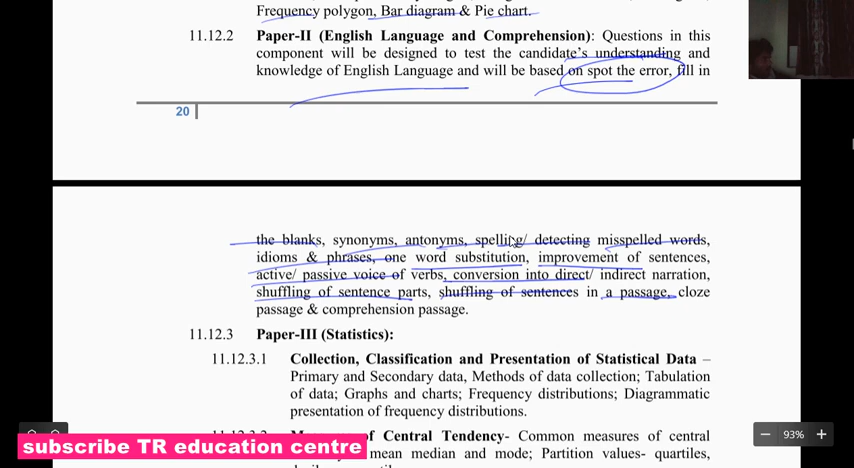 Frequency polygon, Bar diagram & Pie chart.
11.12.2 Paper-II (English Language and Comprehension): Questions in this
component will be designed to test the candidate's understanding and
knowledge of English Language and will be based on spot the error, fill in
20
the blanks, synonyms, antonyms, spelling/ detecting misspelled words,
idioms & phrases, one word substitution, improvement of sentences,
active/ passive voice of verbs, conversion into direct/ indirect narration,
shuffling of sentence parts, shuffling of sentences in a passage, cloze
passage & comprehension passage.
11.12.3 Paper-III (Statistics):
11.12.3.1 Collection, Classification and Presentation of Statistical Data –
Primary and Secondary data, Methods of data collection; Tabulation
of data; Graphs and charts; Frequency distributions; Diagrammatic
presentation of frequency distributions.
of Central Tendency- Common measures of central
mean median and mode; Partition values- quartiles,
subscribe TR education centre
93%